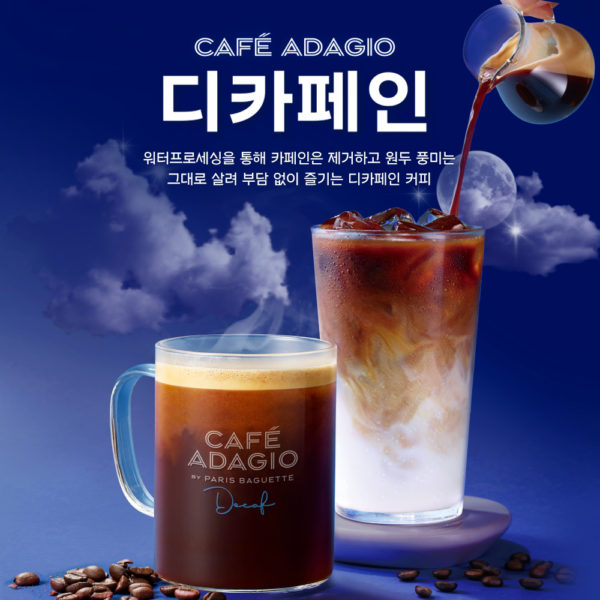 CAFÉ ADAGIO
디카페인
워터프로세싱을 통해 카페인은 제거하고 원두 풍미는
그대로 살려 부담 없이 즐기는 디카페인 커피
CAFÉ
ADAGIO
BY PARIS BAGUETTE
Decaf